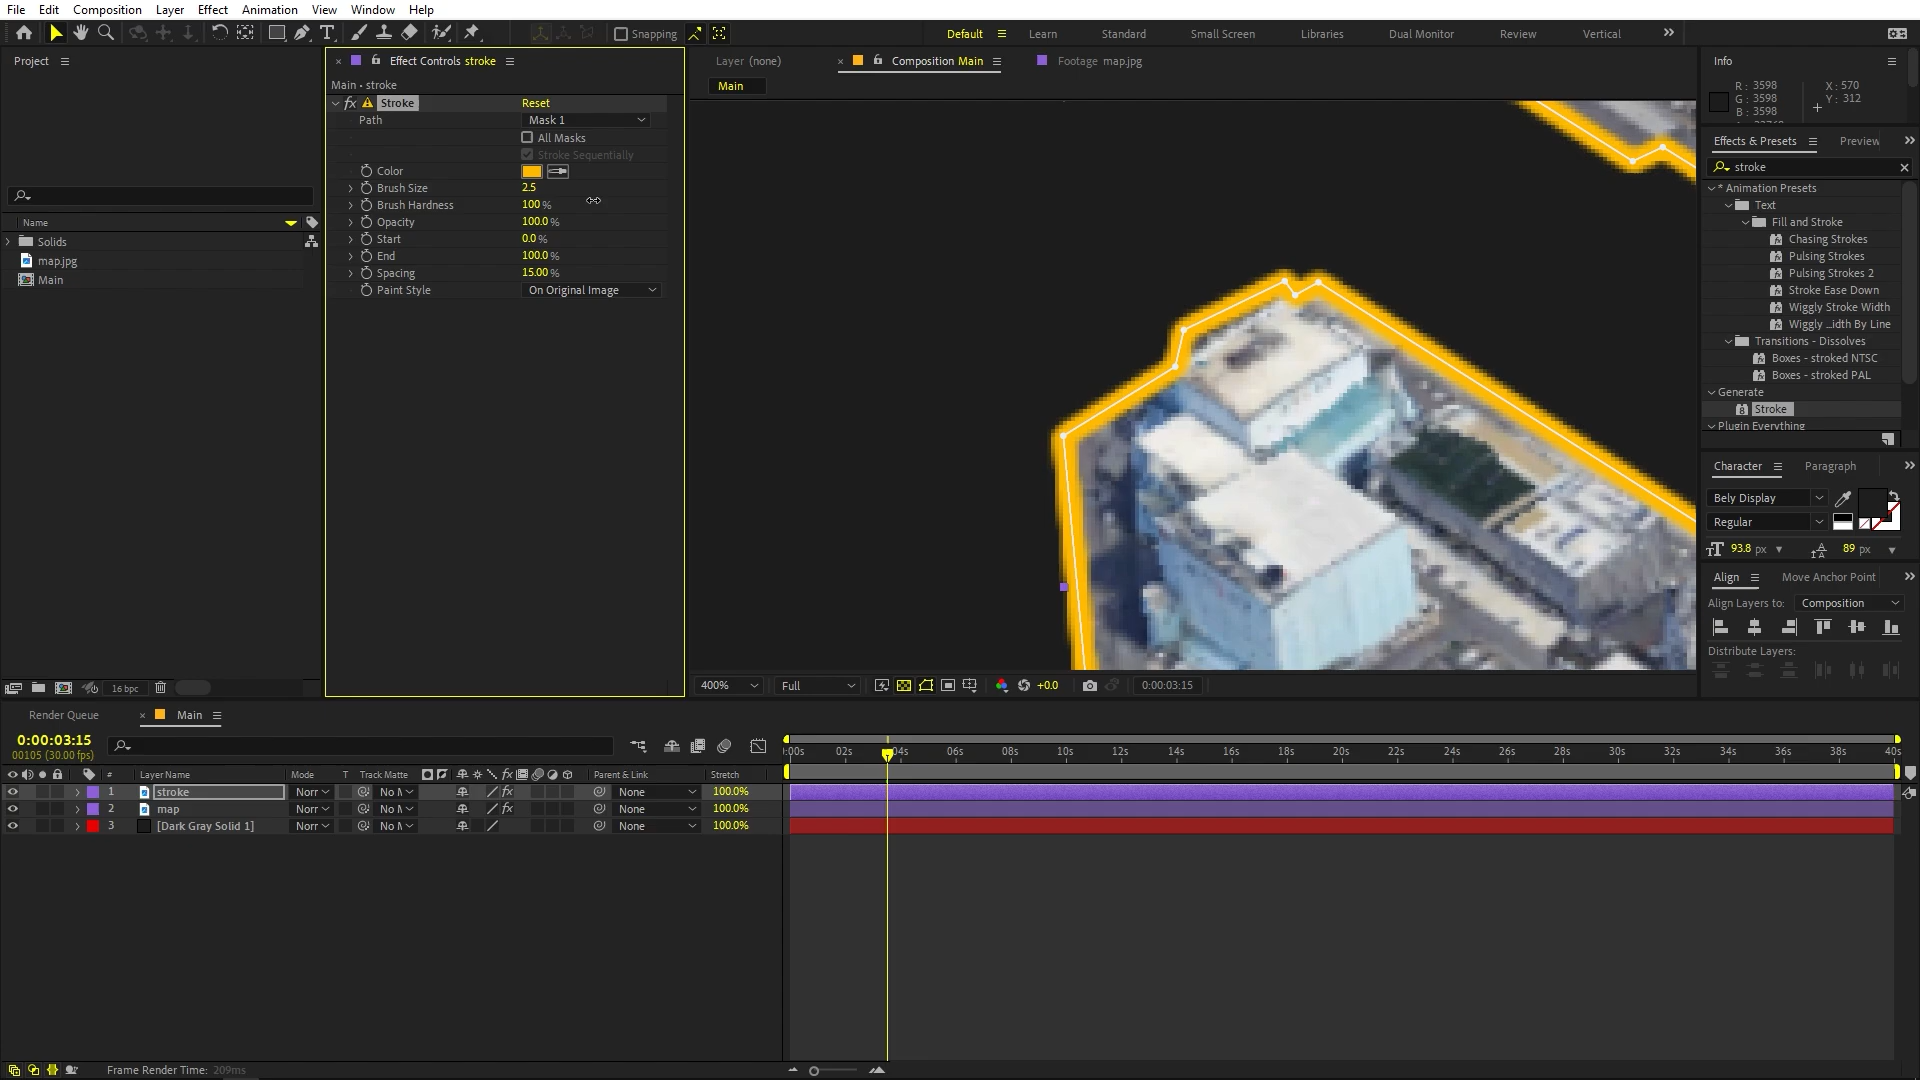 File Edit Composition Layer Effect Animation View Window Help
Snapping
Default Learn Standard Small Screen Libraries Dual Monitor Review Vertical
Project
Effect Controls stroke
Layer (none)
Composition Main
Footage map.jpg
Info
Main • stroke
Main
R: 3598
G: 3598
B: 3598
X: 570
Y: 312
fx Stroke Reset
Path Mask 1
All Masks
Stroke Sequentially
Color
Brush Size 2.5
Brush Hardness 100 %
Opacity 100.0 %
Start 0.0 %
End 100.0 %
Spacing 15.00 %
Paint Style On Original Image
Name
Solids
map.jpg
Main
16 bpc
Effects & Presets Preview
stroke
* Animation Presets
Text
Fill and Stroke
Chasing Strokes
Pulsing Strokes
Pulsing Strokes 2
Stroke Ease Down
Wiggly Stroke Width
Wiggly ...idth By Line
Transitions - Dissolves
Boxes - stroked NTSC
Boxes - stroked PAL
Generate
Stroke
Plugin Everything
Character Paragraph
Bely Display
Regular
93.8 px 89 px
Align Move Anchor Point
Align Layers to: Composition
Distribute Layers:
400% Full +0.0 0:00:03:15
Render Queue Main
0:00:03:15
00105 (30.00 fps)
:00s 02s 04s 06s 08s 10s 12s 14s 16s 18s 20s 22s 24s 26s 28s 30s 32s 34s 36s 38s 40s
# Layer Name Mode T Track Matte fx Parent & Link Stretch
1 stroke Norr No M fx None 100.0%
2 map Norr No M fx None 100.0%
3 [Dark Gray Solid 1] Norr No M None 100.0%
Frame Render Time: 209ms